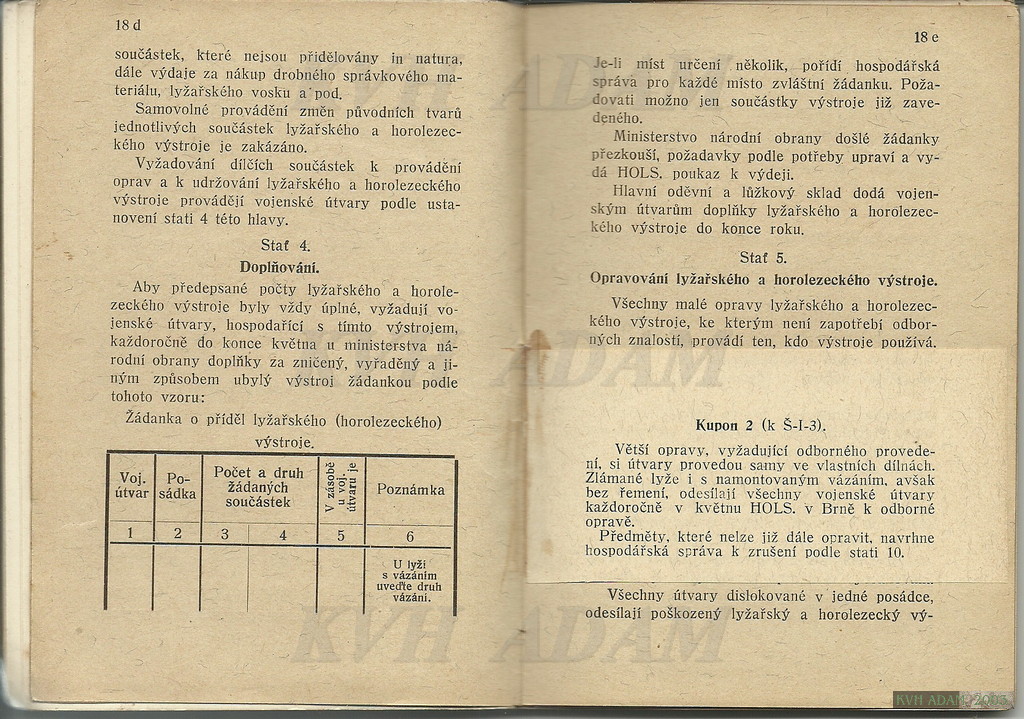 18 d
součástek, které nejsou přidělovány in natura,
dále výdaje za nákup drobného správkového ma-
teriálu, lyžařského vosku a pod.
Samovolné provádění změn původních tvarů
jednotlivých součástek lyžařského a horolezec-
kého výstroje je zakázáno.
Vyžadování dílčích součástek k provádění
oprav a k udržování lyžařského a horolezeckého
výstroje provádějí vojenské útvary podle usta-
novení stati 4 této hlavy.
Stať 4.
Doplňování.
Aby předepsané počty lyžařského a horole-
zeckého výstroje byly vždy úplné, vyžadují vo-
jenské útvary, hospodařící s tímto výstrojem,
každoročně do konce května u ministerstva ná-
rodní obrany doplňky za zničený, vyřaděný a ji-
ným způsobem ubylý výstroj žádankou podle
tohoto vzoru:
Žádanka o příděl lyžařského (horolezeckého)
výstroje.
Voj. útvar
Po- sádka
Počet a druh žádaných součástek
V zásobě u voj. útvaru je
Poznámka
1 2 3 4 5 6
U lyží
s vázáním
uveďte druh
vázání.
18 e
Je-li míst určení několik, pořídí hospodářská
správa pro každé místo zvláštní žádanku. Poža-
dovati možno jen součástky výstroje již zave-
deného.
Ministerstvo národní obrany došlé žádanky
přezkouší, požadavky podle potřeby upraví a vy-
dá HOLS. poukaz k výdeji.
Hlavní oděvní a lůžkový sklad dodá vojen-
ským útvarům doplňky lyžařského a horolezec-
kého výstroje do konce roku.
Stať 5.
Opravování lyžařského a horolezeckého výstroje.
Všechny malé opravy lyžařského a horolezec-
kého výstroje, ke kterým není zapotřebí odbor-
ných znalostí, provádí ten, kdo výstroje používá.
Kupon 2 (k Š-I-3).
Větší opravy, vyžadující odborného provede-
ní, si útvary provedou samy ve vlastních dílnách.
Zlámané lyže i s namontovaným vázáním, avšak
bez řemení, odesílají všechny vojenské útvary
každoročně v květnu HOLS. v Brně k odborné
opravě.
Předměty, které nelze již dále opravit, navrhne
hospodářská správa k zrušení podle stati 10.
Všechny útvary dislokované v jedné posádce,
odesílají poškozený lyžařský a horolezecký vý-
KVH ADAM
KVH ADAM
KVH ADAM
KVH ADAM 2003